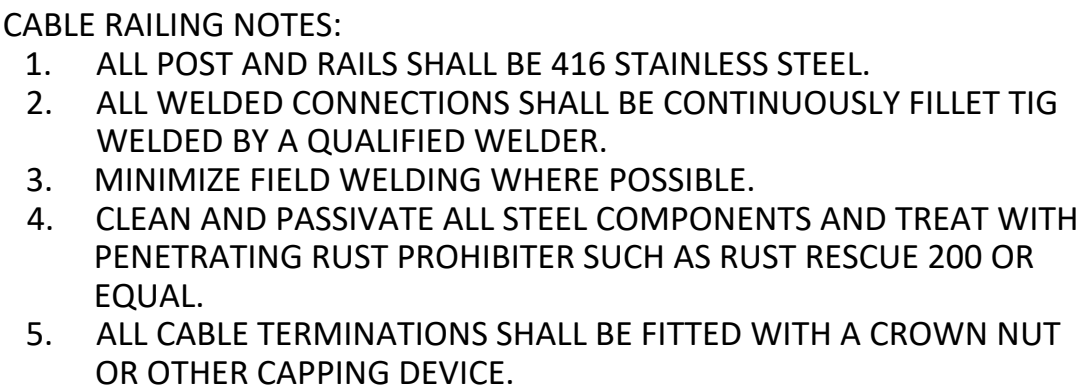 CABLE RAILING NOTES:
1. ALL POST AND RAILS SHALL BE 416 STAINLESS STEEL.
2. ALL WELDED CONNECTIONS SHALL BE CONTINUOUSLY FILLET TIG
WELDED BY A QUALIFIED WELDER.
3. MINIMIZE FIELD WELDING WHERE POSSIBLE.
4. CLEAN AND PASSIVATE ALL STEEL COMPONENTS AND TREAT WITH
PENETRATING RUST PROHIBITER SUCH AS RUST RESCUE 200 OR
EQUAL.
5. ALL CABLE TERMINATIONS SHALL BE FITTED WITH A CROWN NUT
OR OTHER CAPPING DEVICE.